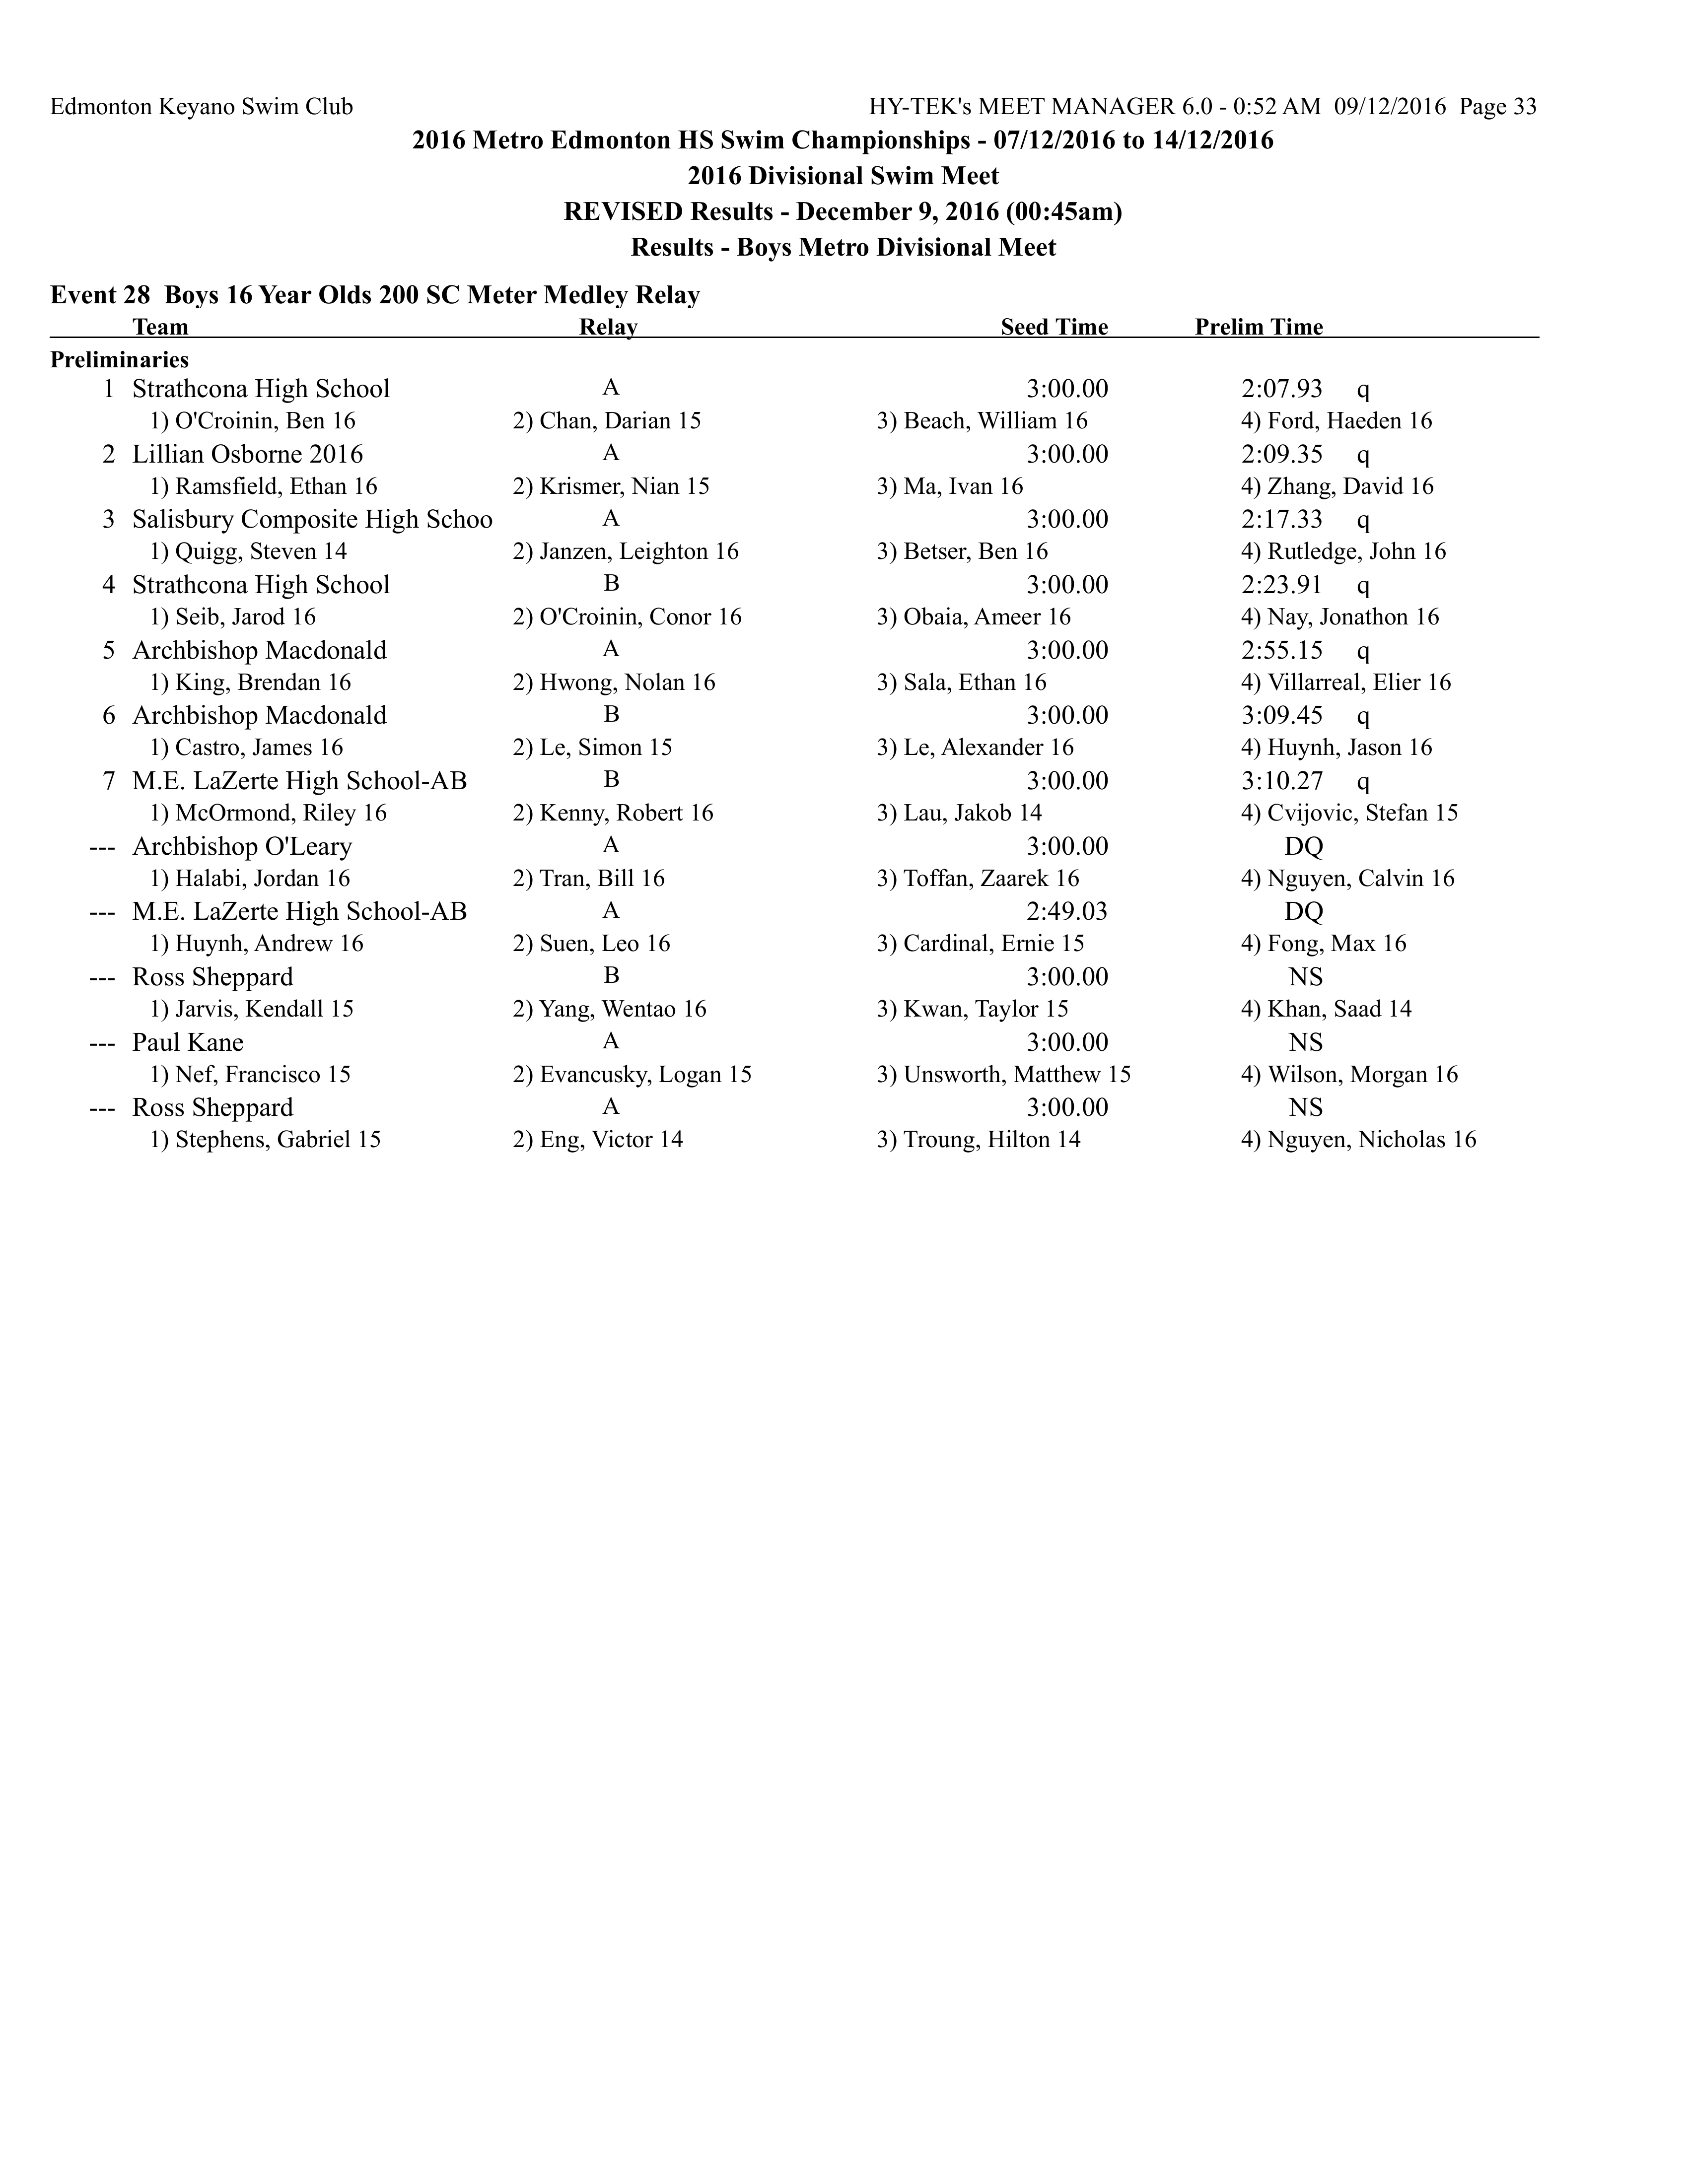 Edmonton Keyano Swim Club HY-TEK's MEET MANAGER 6.0 - 0:52 AM 09/12/2016 Page 33
2016 Metro Edmonton HS Swim Championships - 07/12/2016 to 14/12/2016
2016 Divisional Swim Meet
REVISED Results - December 9, 2016 (00:45am)
Results - Boys Metro Divisional Meet
Event 28 Boys 16 Year Olds 200 SC Meter Medley Relay
Team Relay Seed Time Prelim Time
Preliminaries
1 Strathcona High School A 3:00.00 2:07.93 q
1) O'Croinin, Ben 16 2) Chan, Darian 15 3) Beach, William 16 4) Ford, Haeden 16
2 Lillian Osborne 2016 A 3:00.00 2:09.35 q
1) Ramsfield, Ethan 16 2) Krismer, Nian 15 3) Ma, Ivan 16 4) Zhang, David 16
3 Salisbury Composite High Schoo A 3:00.00 2:17.33 q
1) Quigg, Steven 14 2) Janzen, Leighton 16 3) Betser, Ben 16 4) Rutledge, John 16
4 Strathcona High School B 3:00.00 2:23.91 q
1) Seib, Jarod 16 2) O'Croinin, Conor 16 3) Obaia, Ameer 16 4) Nay, Jonathon 16
5 Archbishop Macdonald A 3:00.00 2:55.15 q
1) King, Brendan 16 2) Hwong, Nolan 16 3) Sala, Ethan 16 4) Villarreal, Elier 16
6 Archbishop Macdonald B 3:00.00 3:09.45 q
1) Castro, James 16 2) Le, Simon 15 3) Le, Alexander 16 4) Huynh, Jason 16
7 M.E. LaZerte High School-AB B 3:00.00 3:10.27 q
1) McOrmond, Riley 16 2) Kenny, Robert 16 3) Lau, Jakob 14 4) Cvijovic, Stefan 15
--- Archbishop O'Leary A 3:00.00 DQ
1) Halabi, Jordan 16 2) Tran, Bill 16 3) Toffan, Zaarek 16 4) Nguyen, Calvin 16
--- M.E. LaZerte High School-AB A 2:49.03 DQ
1) Huynh, Andrew 16 2) Suen, Leo 16 3) Cardinal, Ernie 15 4) Fong, Max 16
--- Ross Sheppard B 3:00.00 NS
1) Jarvis, Kendall 15 2) Yang, Wentao 16 3) Kwan, Taylor 15 4) Khan, Saad 14
--- Paul Kane A 3:00.00 NS
1) Nef, Francisco 15 2) Evancusky, Logan 15 3) Unsworth, Matthew 15 4) Wilson, Morgan 16
--- Ross Sheppard A 3:00.00 NS
1) Stephens, Gabriel 15 2) Eng, Victor 14 3) Troung, Hilton 14 4) Nguyen, Nicholas 16